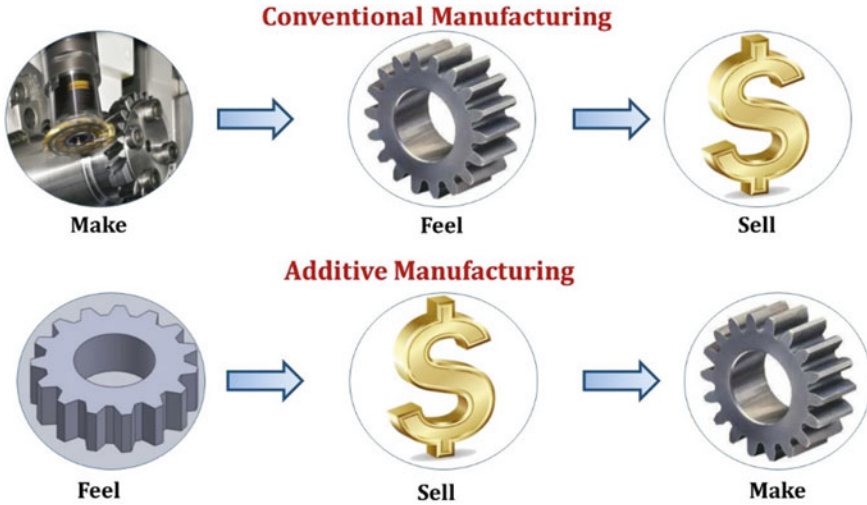 Conventional Manufacturing
Make
Feel
Sell
Additive Manufacturing
Feel
Sell
Make